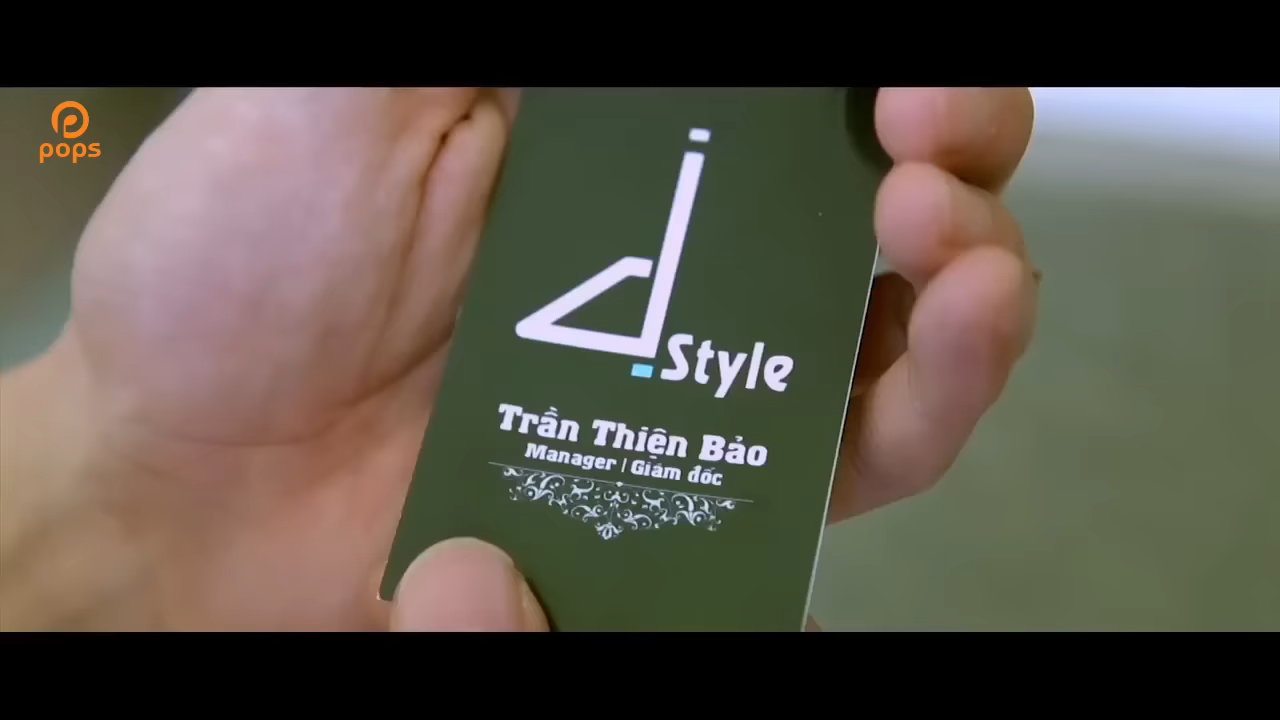 pops
d Style
Trần Thiện Bảo
Manager | Giám đốc